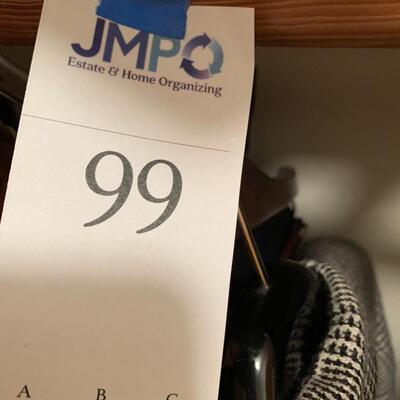 JMPO
Estate & Home Organizing
99
A B C